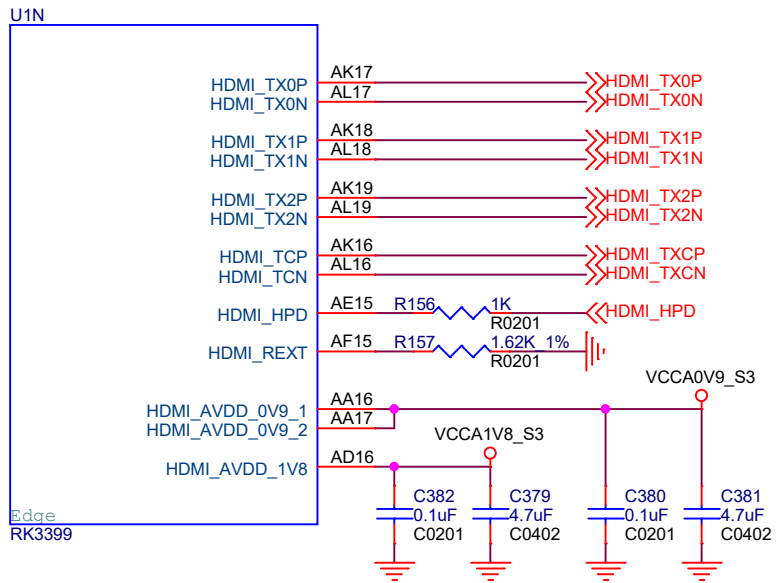 U1N
HDMI_TX0P AK17 HDMI_TX0P
HDMI_TX0N AL17 HDMI_TX0N
HDMI_TX1P AK18 HDMI_TX1P
HDMI_TX1N AL18 HDMI_TX1N
HDMI_TX2P AK19 HDMI_TX2P
HDMI_TX2N AL19 HDMI_TX2N
HDMI_TCP AK16 HDMI_TXCP
HDMI_TCN AL16 HDMI_TXCN
HDMI_HPD AE15 R156 1K HDMI_HPD
R0201
HDMI_REXT AF15 R157 1.62K_1%
R0201
VCCA0V9_S3
HDMI_AVDD_0V9_1 AA16
HDMI_AVDD_0V9_2 AA17
VCCA1V8_S3
HDMI_AVDD_1V8 AD16
C382 C379 C380 C381
0.1uF 4.7uF 0.1uF 4.7uF
C0201 C0402 C0201 C0402
Edge
RK3399